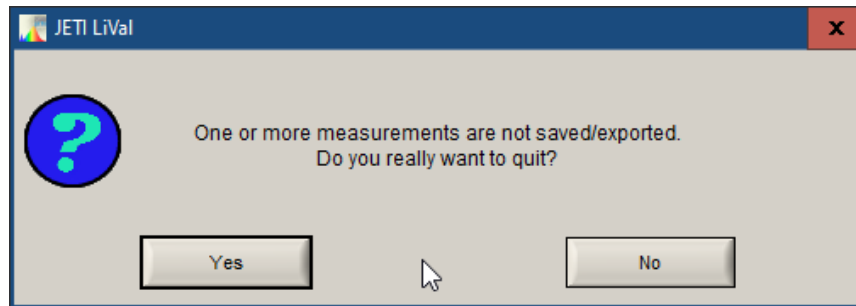 JETI LiVal
One or more measurements are not saved/exported.
Do you really want to quit?
Yes
No